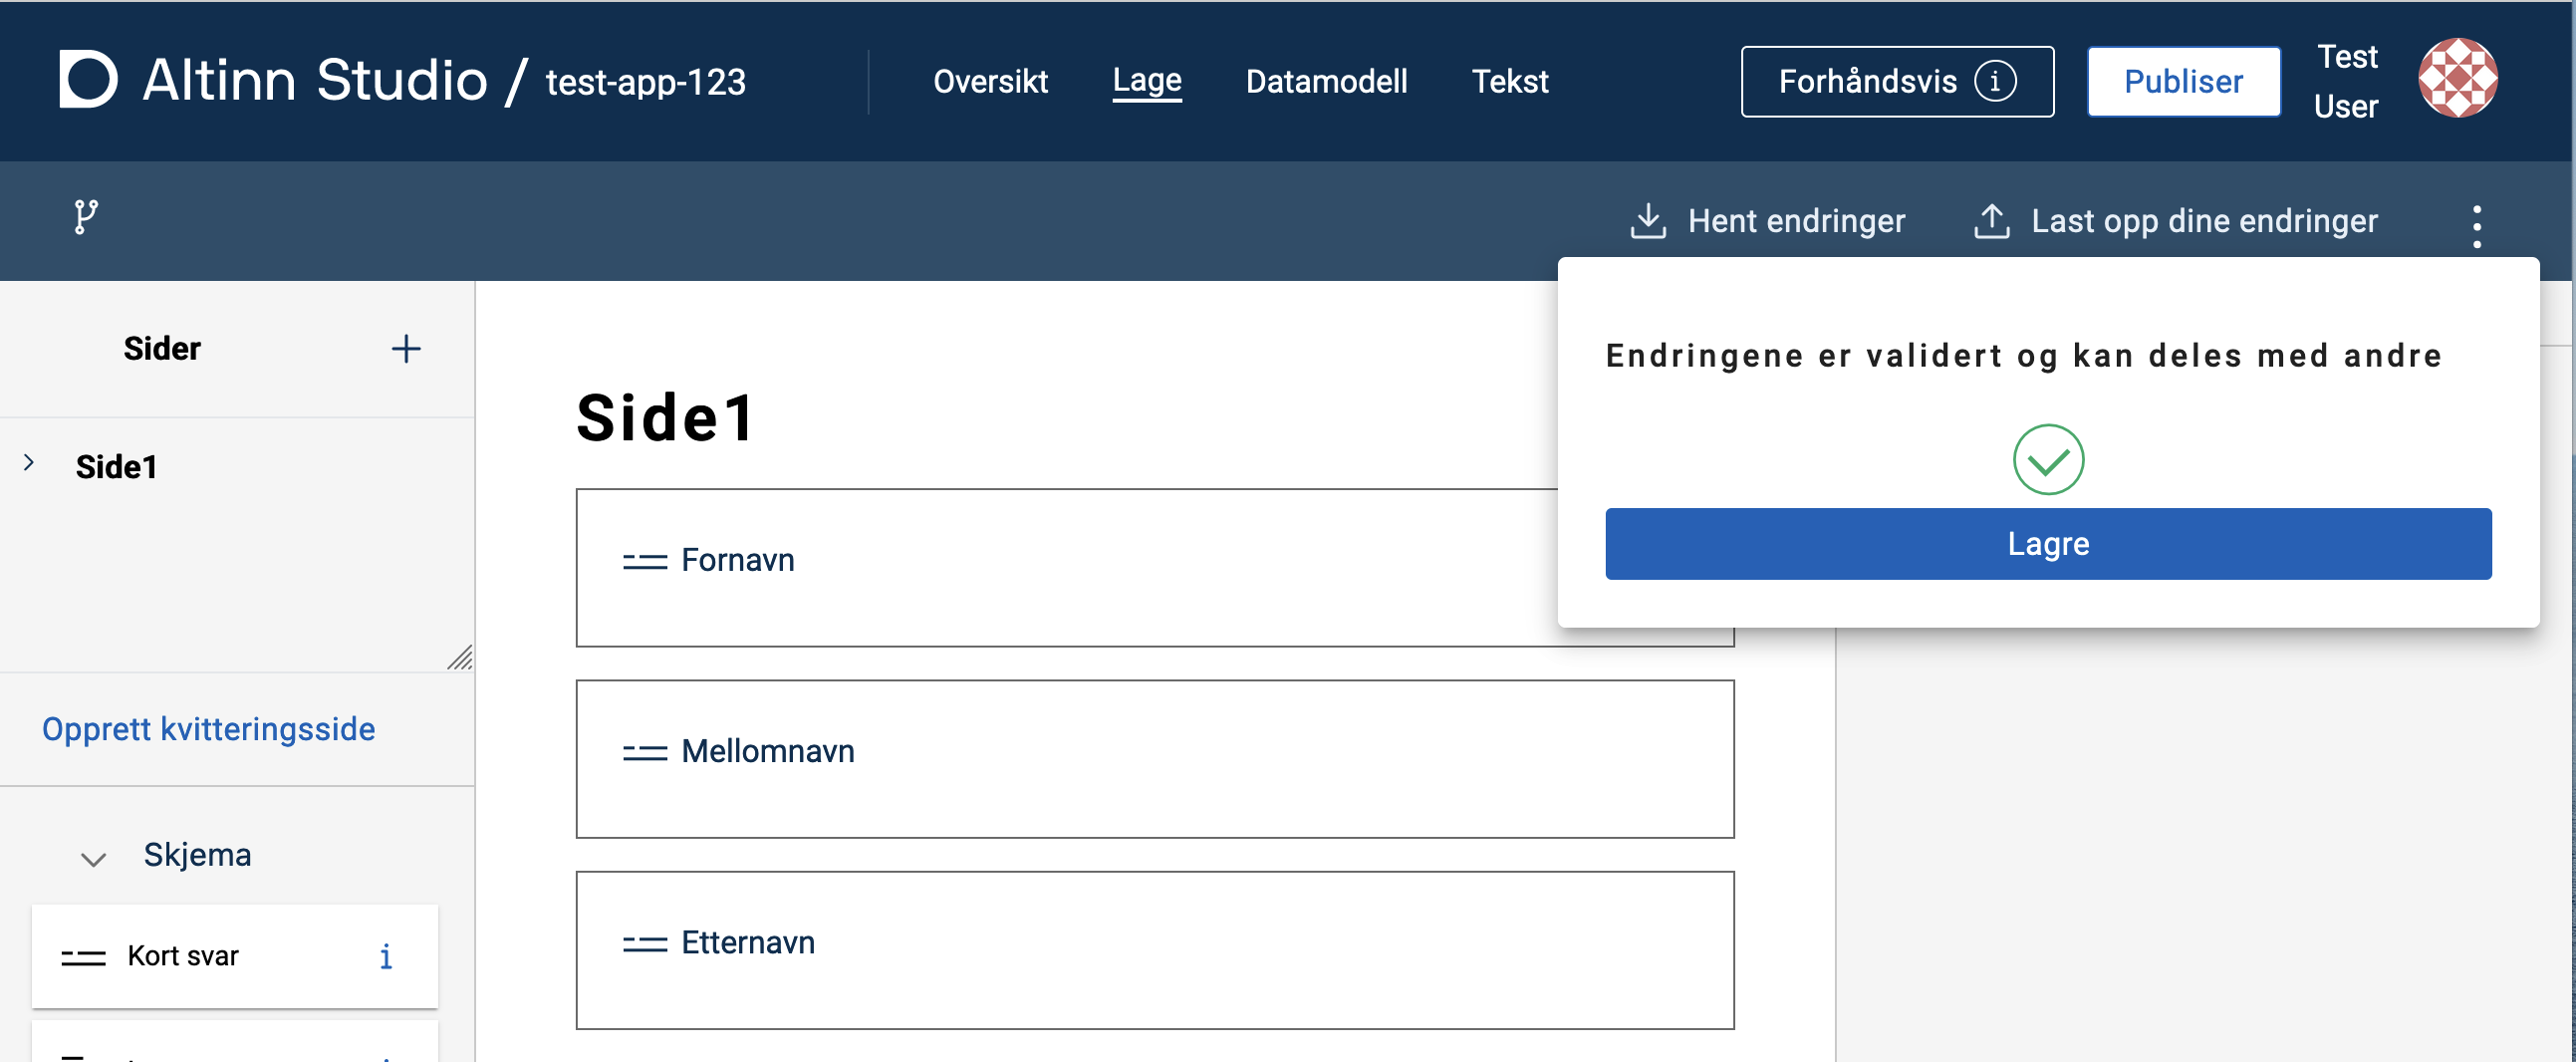 Altinn Studio / test-app-123
Oversikt
Lage
Datamodell
Tekst
Forhåndsvis
Publiser
Test
User
Hent endringer
Last opp dine endringer
Endringene er validert og kan deles med andre
Lagre
Sider
Side1
Opprett kvitteringsside
Skjema
Kort svar
Side1
Fornavn
Mellomnavn
Etternavn